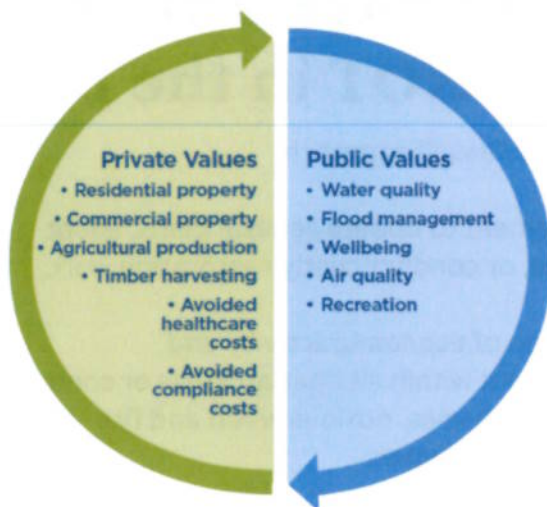 Private Values
• Residential property
• Commercial property
• Agricultural production
• Timber harvesting
• Avoided
healthcare
costs
• Avoided
compliance
costs
Public Values
• Water quality
• Flood management
• Wellbeing
• Air quality
• Recreation